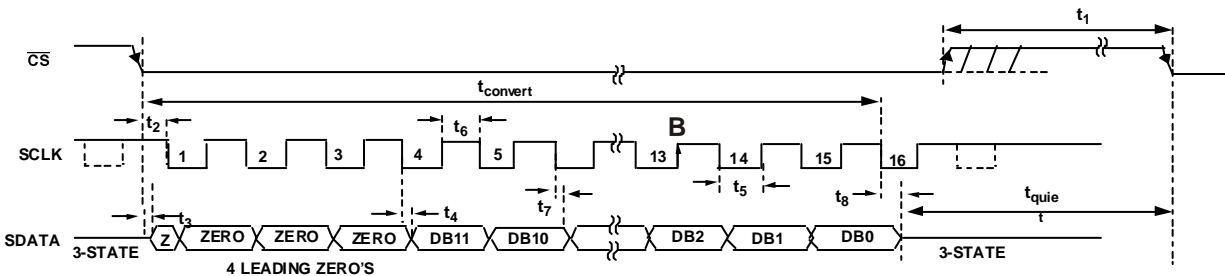 t1
CS
tconvert
t2
t6
B
SCLK
1 2 3 4 5 13 14 15 16
t5
t8
tquie
t
t3
t4
t7
SDATA
Z ZERO ZERO ZERO DB11 DB10 DB2 DB1 DB0
3-STATE
3-STATE
4 LEADING ZERO'S